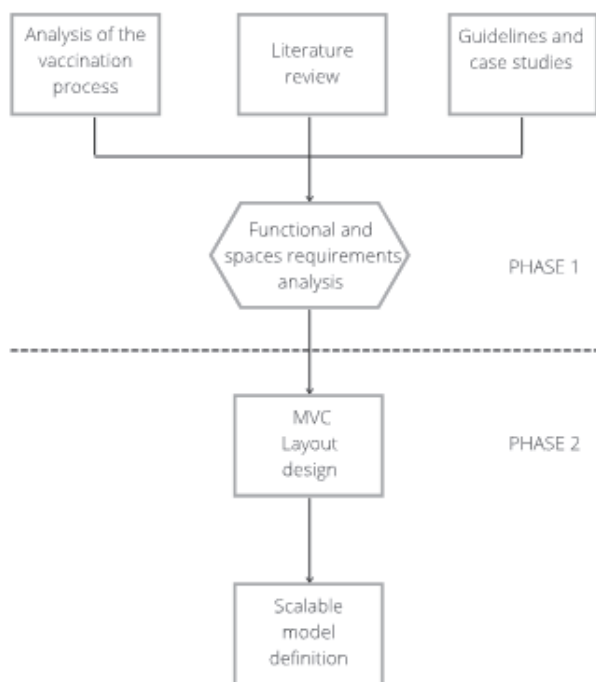 Analysis of the
vaccination
process
Literature
review
Guidelines and
case studies
Functional and
spaces requirements
analysis
PHASE 1
MVC
Layout
design
PHASE 2
Scalable
model
definition